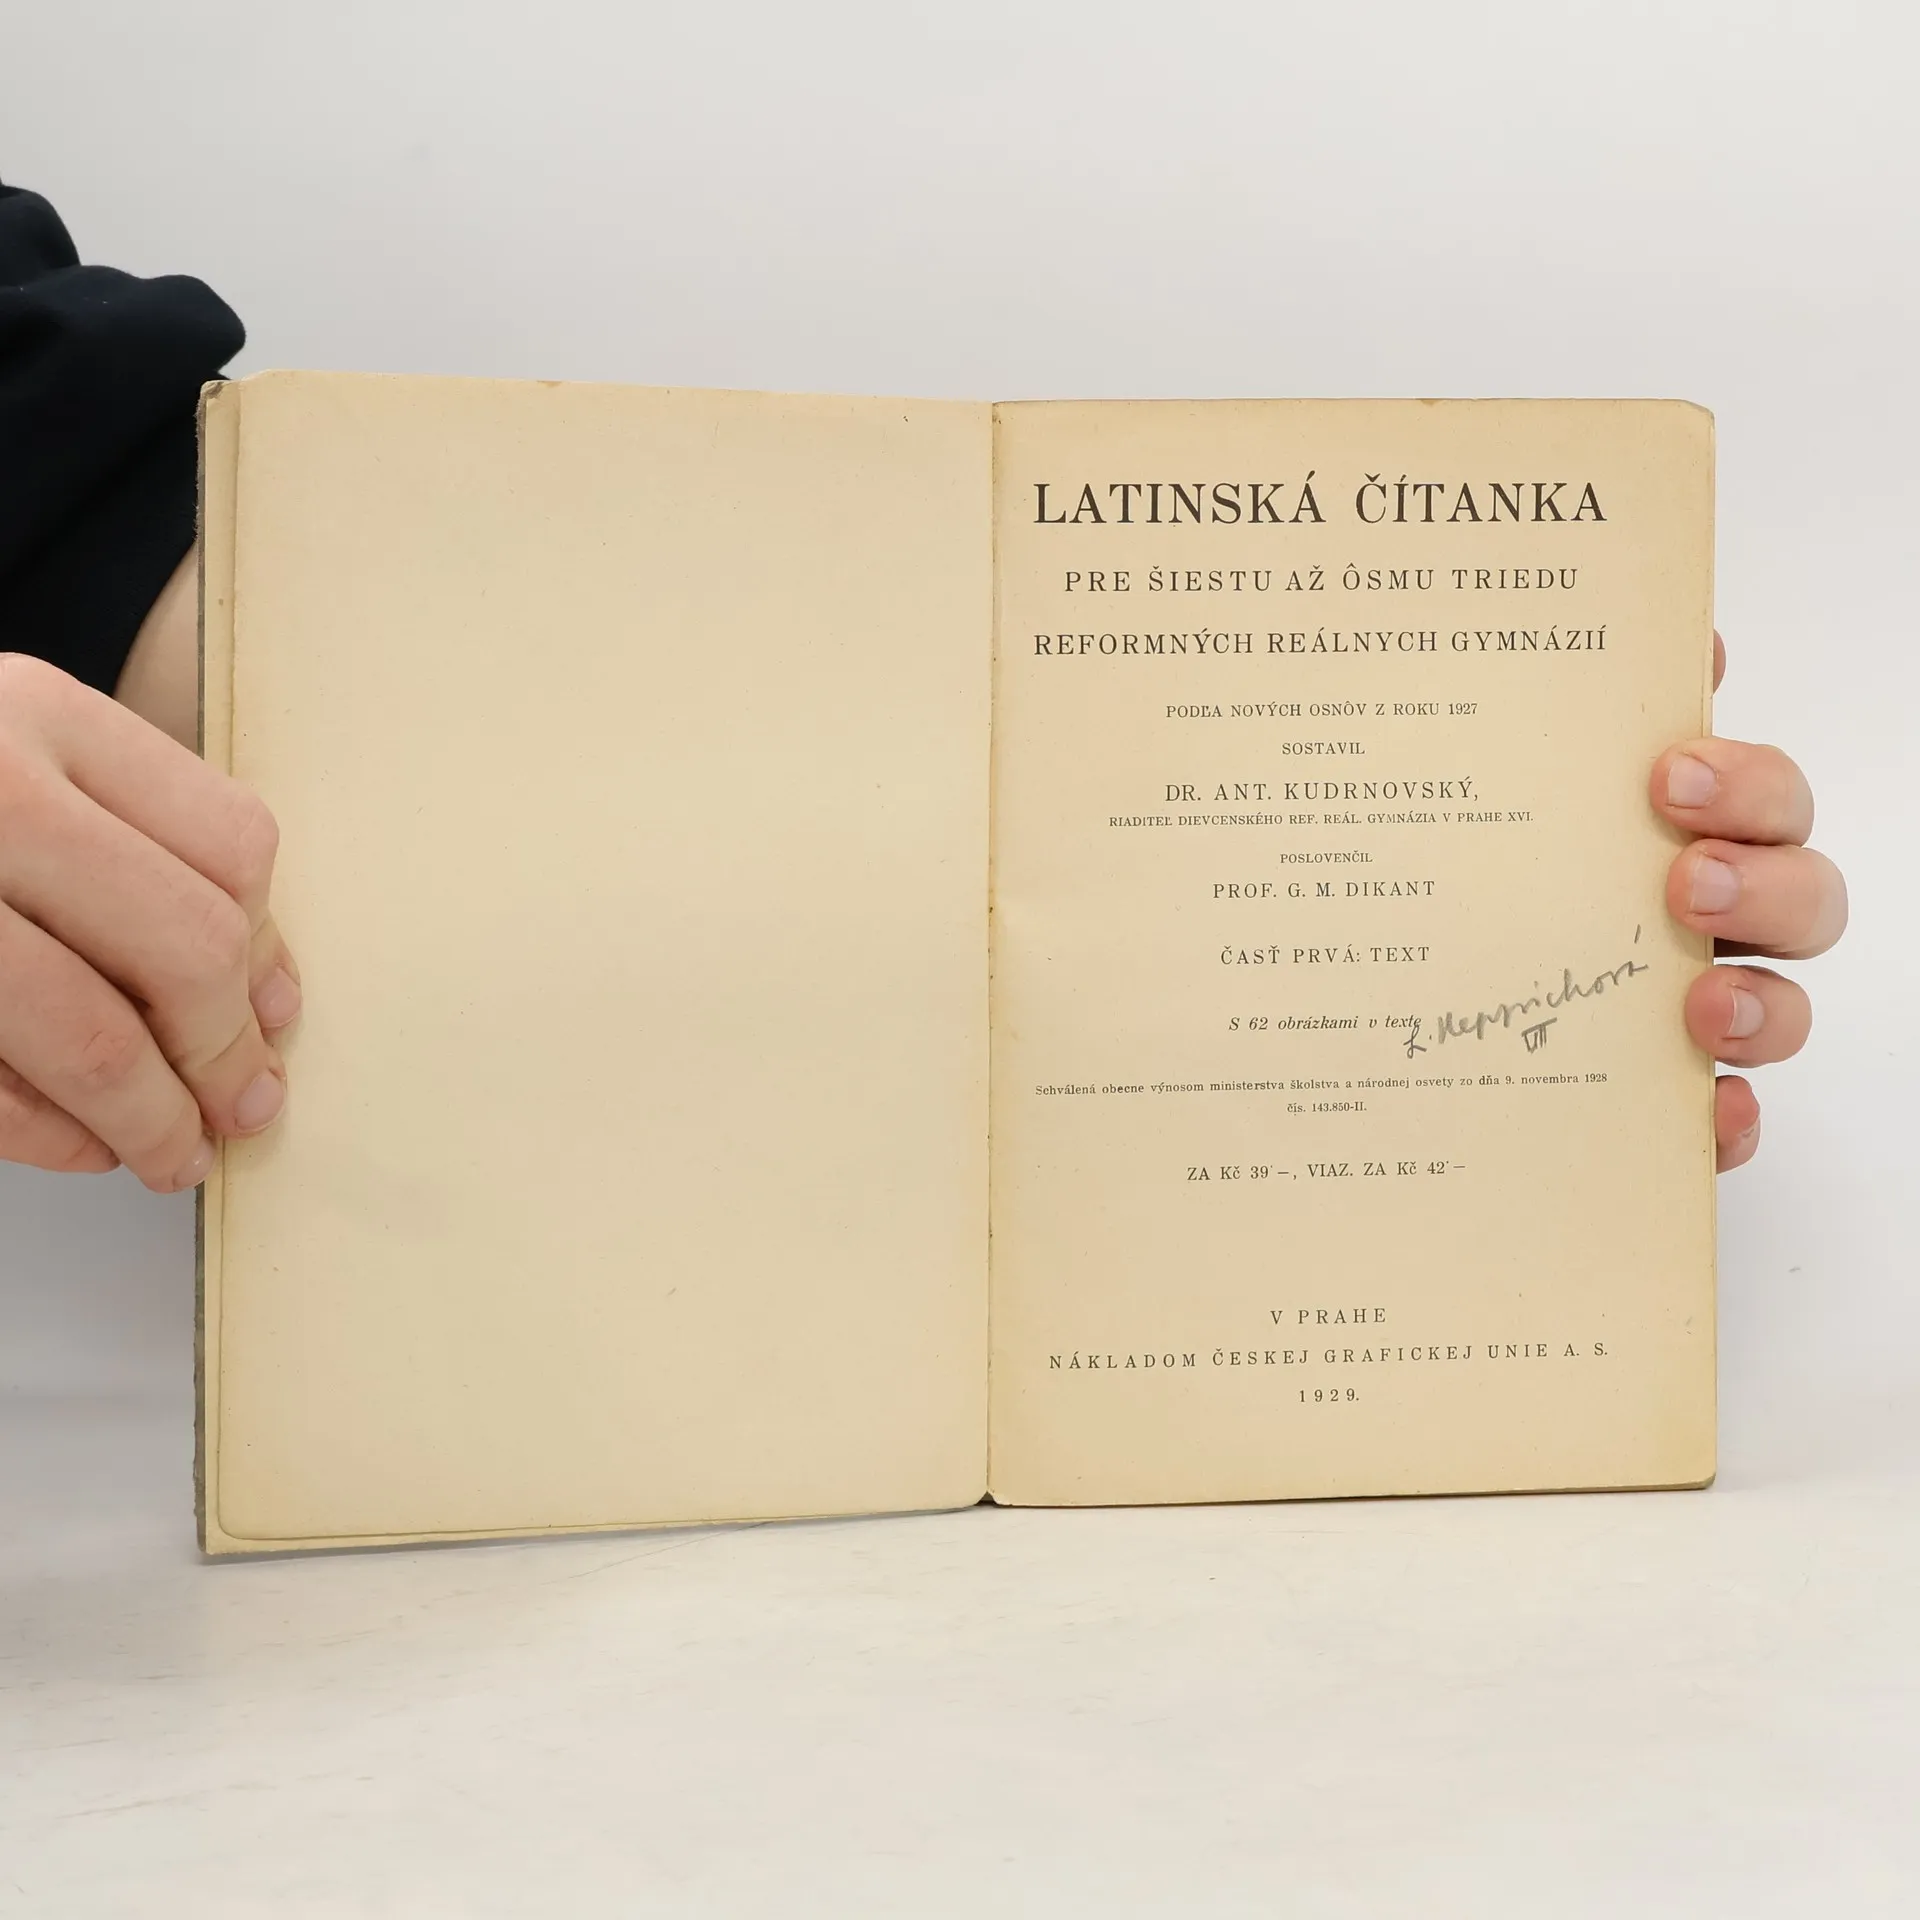 LATINSKÁ ČÍTANKA
PRE ŠIESTU AŽ ÔSMU TRIEDU
REFORMNÝCH REÁLNYCH GYMNÁZIÍ
PODĽA NOVÝCH OSNÔV Z ROKU 1927
SOSTAVIL
DR. ANT. KUDRNOVSKÝ,
RIADITEĽ DIEVCENSKÉHO REF. REÁL. GYMNÁZIA V PRAHE XVI.
POSLOVENČIL
PROF. G. M. DIKANT
ČASŤ PRVÁ: TEXT
S 62 obrázkami v texte
L.
VII
Schválená obecne výnosom ministerstva školstva a národnej osvety zo dňa 9. novembra 1928
čís. 143.850-II.
ZA Kč 39·–, VIAZ. ZA Kč 42·–
V PRAHE
NÁKLADOM ČESKEJ GRAFICKEJ UNIE A. S.
1929.